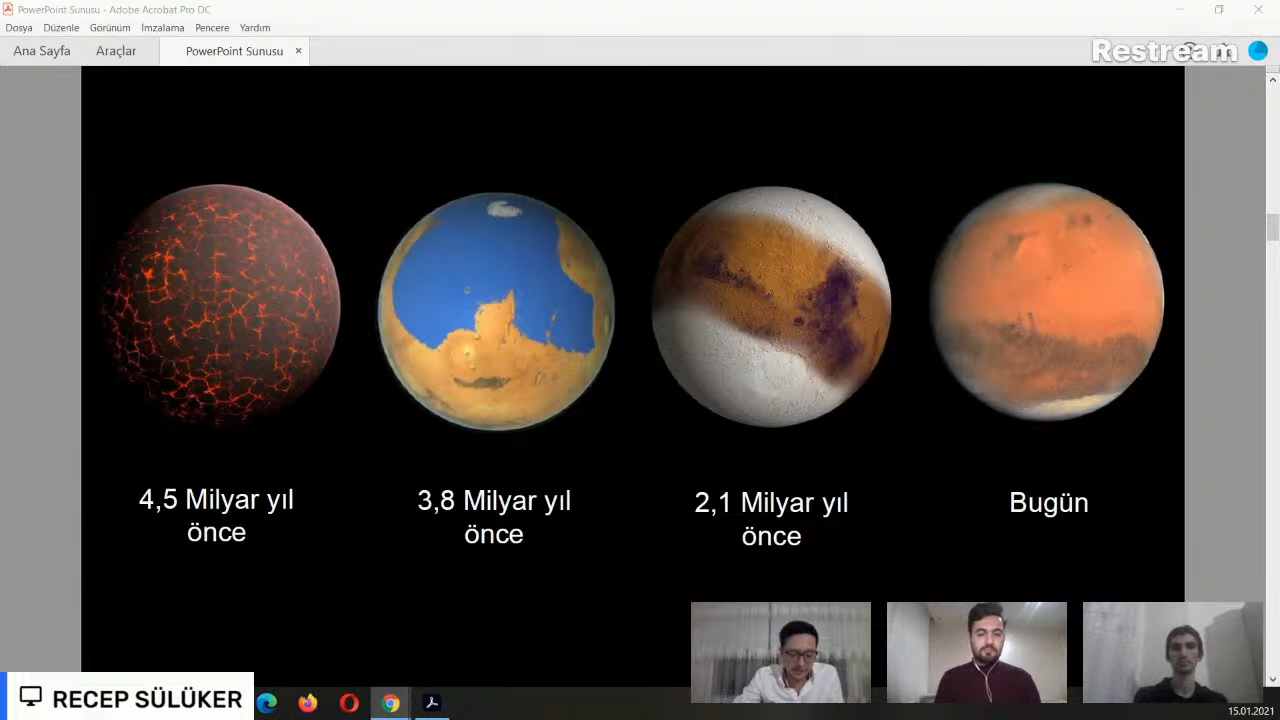 PowerPoint Sunusu - Adobe Acrobat Pro DC
Dosya Düzenle Görünüm İmzalama Pencere Yardım
Ana Sayfa Araçlar PowerPoint Sunusu ×
Restream
4,5 Milyar yıl
önce
3,8 Milyar yıl
önce
2,1 Milyar yıl
önce
Bugün
RECEP SÜLÜKER
15.01.2021